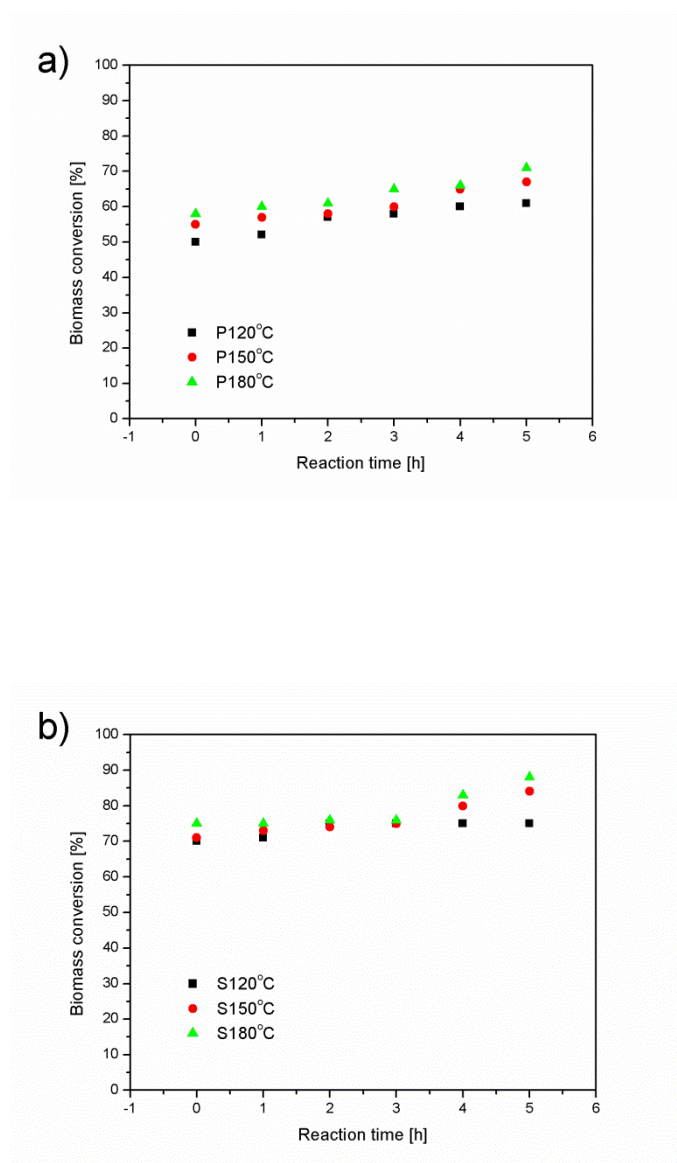 a)
100
90
80
70
60
50
40
30
20
10
0
Biomass conversion [%]
P120°C
P150°C
P180°C
-1 0 1 2 3 4 5 6
Reaction time [h]
b)
100
90
80
70
60
50
40
30
20
10
0
Biomass conversion [%]
S120°C
S150°C
S180°C
-1 0 1 2 3 4 5 6
Reaction time [h]